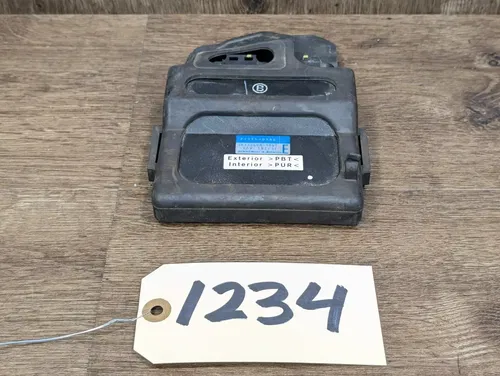 B
E
Exterior >PBT<
Interior >PUR<
1234